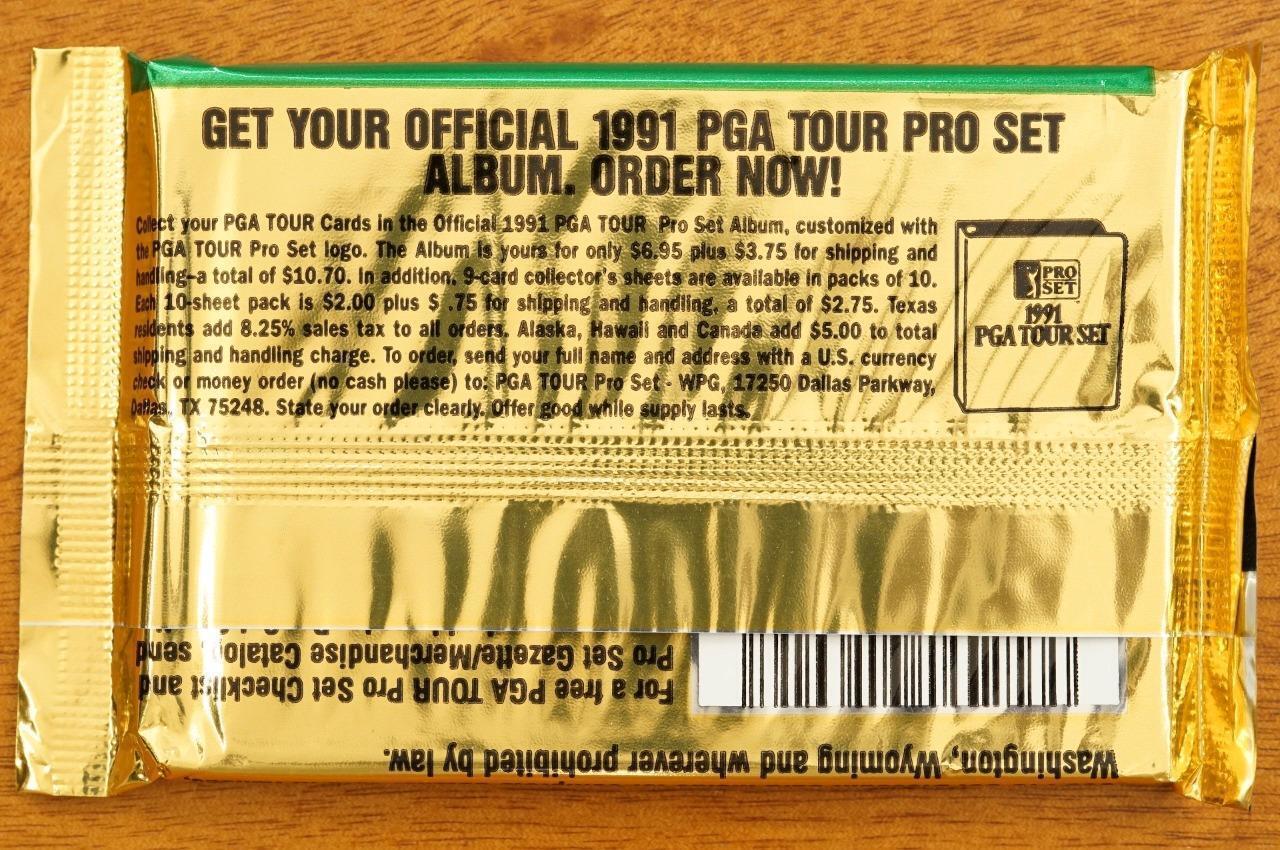 GET YOUR OFFICIAL 1991 PGA TOUR PRO SET
ALBUM. ORDER NOW!
Collect your PGA TOUR Cards in the Official 1991 PGA TOUR Pro Set Album, customized with
the PGA TOUR Pro Set logo. The Album is yours for only $6.95 plus $3.75 for shipping and
handling–a total of $10.70. In addition, 9-card collector's sheets are available in packs of 10.
Each 10-sheet pack is $2.00 plus $ .75 for shipping and handling, a total of $2.75. Texas
residents add 8.25% sales tax to all orders. Alaska, Hawaii and Canada add $5.00 to total
shipping and handling charge. To order, send your full name and address with a U.S. currency
check or money order (no cash please) to: PGA TOUR Pro Set - WPG, 17250 Dallas Parkway,
Dallas, TX 75248. State your order clearly. Offer good while supply lasts.
PRO
SET
1991
PGA TOUR SET
Washington, Wyoming and wherever prohibited by law.
For a free PGA TOUR Pro Set Checklist and
Pro Set Gazette/Merchandise Catalog, send